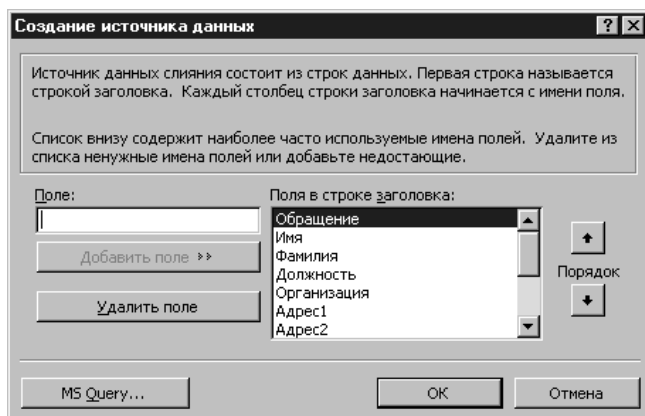 Создание источника данных
Источник данных слияния состоит из строк данных. Первая строка называется
строкой заголовка. Каждый столбец строки заголовка начинается с имени поля.
Список внизу содержит наиболее часто используемые имена полей. Удалите из
списка ненужные имена полей или добавьте недостающие.
Поле:
Добавить поле >>
Удалить поле
Поля в строке заголовка:
Обращение
Имя
Фамилия
Должность
Организация
Адрес1
Адрес2
Порядок
MS Query...
OK
Отмена